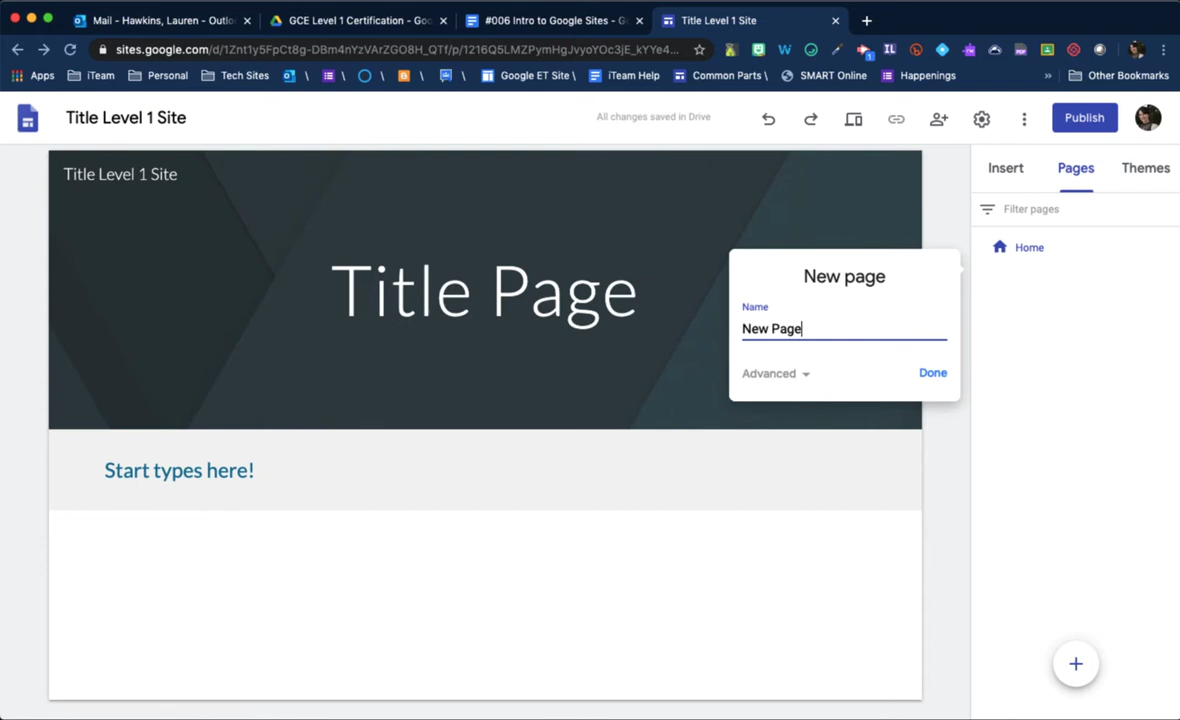 Mail - Hawkins, Lauren - Outlo
GCE Level 1 Certification - Goo
#006 Intro to Google Sites - G
Title Level 1 Site
sites.google.com/d/1Znt1y5FpCt8g-DBm4nYzVArZGO8H_QTf/p/1216Q5LMZPymHgJvyoYOc3jE_kYYe4...
Apps
iTeam
Personal
Tech Sites
\
\
\
\
\
Google ET Site \
iTeam Help
Common Parts \
SMART Online
Happenings
»
Other Bookmarks
Title Level 1 Site
All changes saved in Drive
Publish
Insert
Pages
Themes
Title Level 1 Site
Filter pages
Home
Title Page
New page
Name
New Page
Advanced
Done
Start types here!